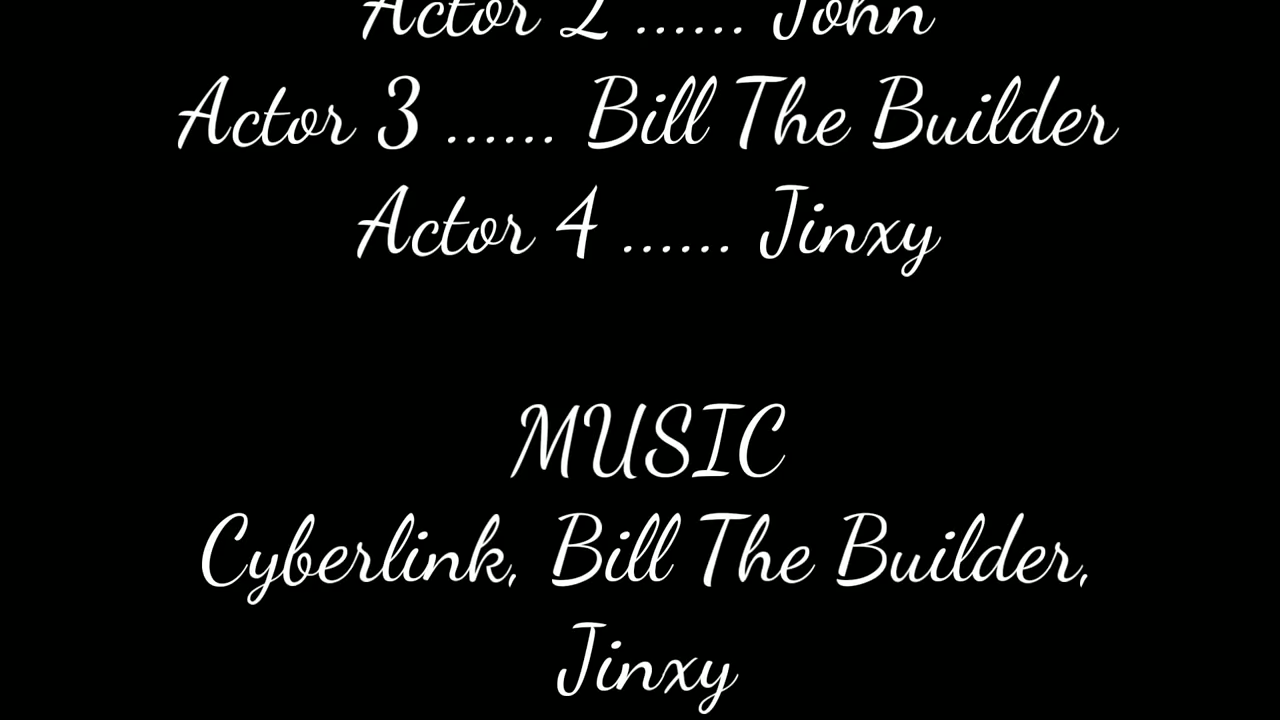 Actor 2 ...... John
Actor 3 ...... Bill The Builder
Actor 4 ...... Jinxy
MUSIC
Cyberlink, Bill The Builder,
Jinxy